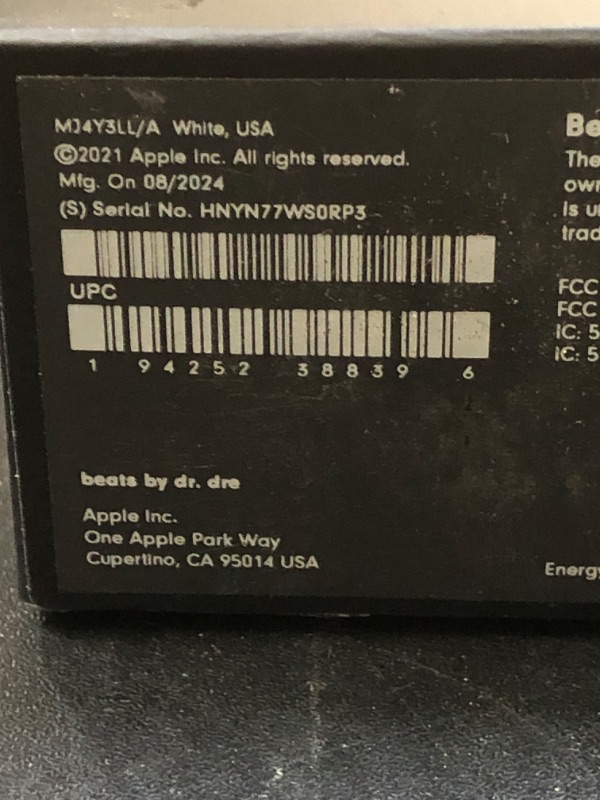 MJ4Y3LL/A White, USA
©2021 Apple Inc. All rights reserved.
Mfg. On 08/2024
(S) Serial No. HNYN77WS0RP3
UPC
1 94252 38839 6
beats by dr. dre
Apple Inc.
One Apple Park Way
Cupertino, CA 95014 USA
Be
The
own
is u
trad
FCC
FCC
IC: 5
IC: 5
Energy